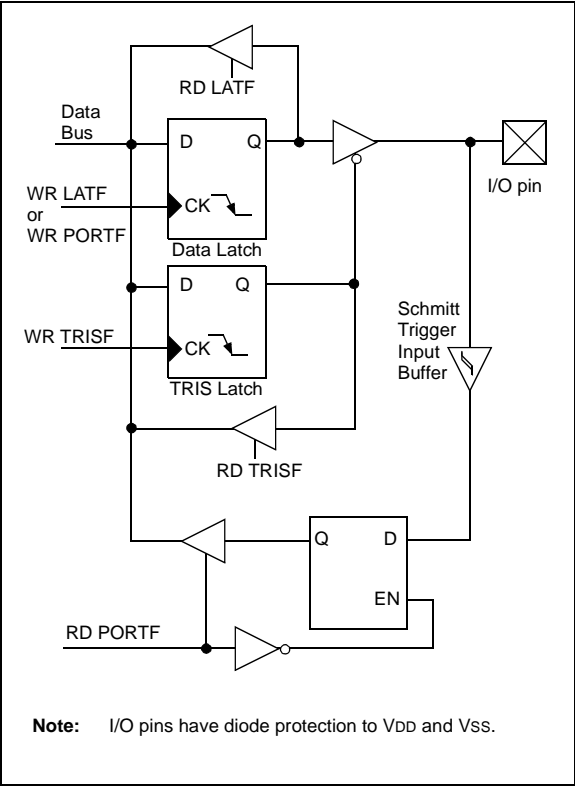 RD LATF
Data
Bus
D
Q
I/O pin
WR LATF
or
WR PORTF
CK
Data Latch
D
Q
WR TRISF
CK
TRIS Latch
Schmitt
Trigger
Input
Buffer
RD TRISF
Q
D
EN
RD PORTF
Note: I/O pins have diode protection to VDD and VSS.